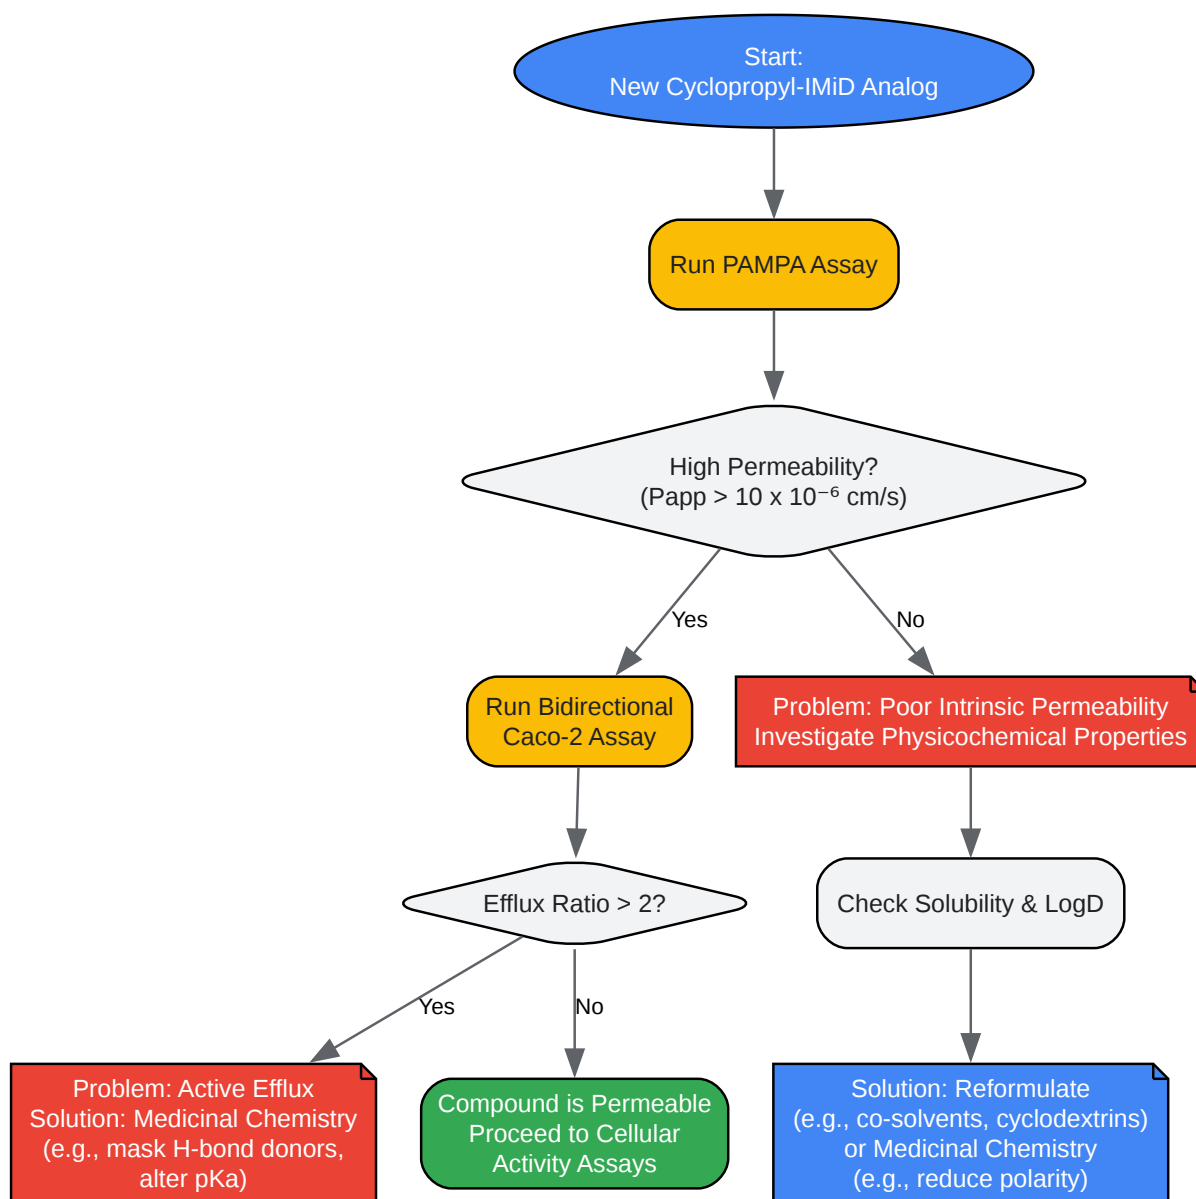 Start:
New Cyclopropyl-IMiD Analog
Run PAMPA Assay
High Permeability?
(Papp > 10 x 10⁻⁶ cm/s)
Yes
No
Run Bidirectional
Caco-2 Assay
Problem: Poor Intrinsic Permeability
Investigate Physicochemical Properties
Efflux Ratio > 2?
Check Solubility & LogD
Yes
No
Problem: Active Efflux
Solution: Medicinal Chemistry
(e.g., mask H-bond donors,
alter pKa)
Compound is Permeable
Proceed to Cellular
Activity Assays
Solution: Reformulate
(e.g., co-solvents, cyclodextrins)
or Medicinal Chemistry
(e.g., reduce polarity)